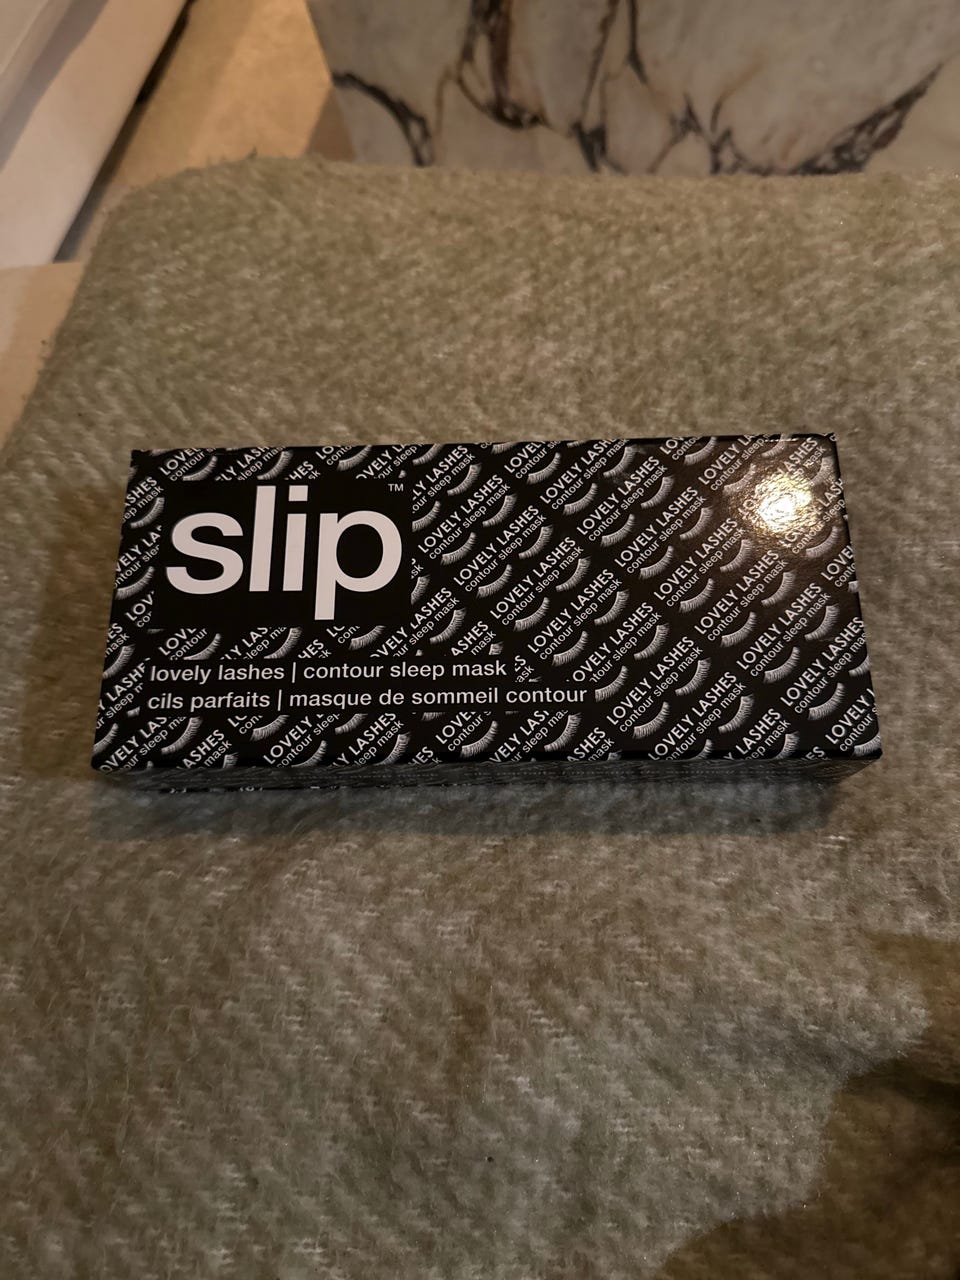 slip™
lovely lashes | contour sleep mask
cils parfaits | masque de sommeil contour
LOVELY LASHES
contour sleep mask